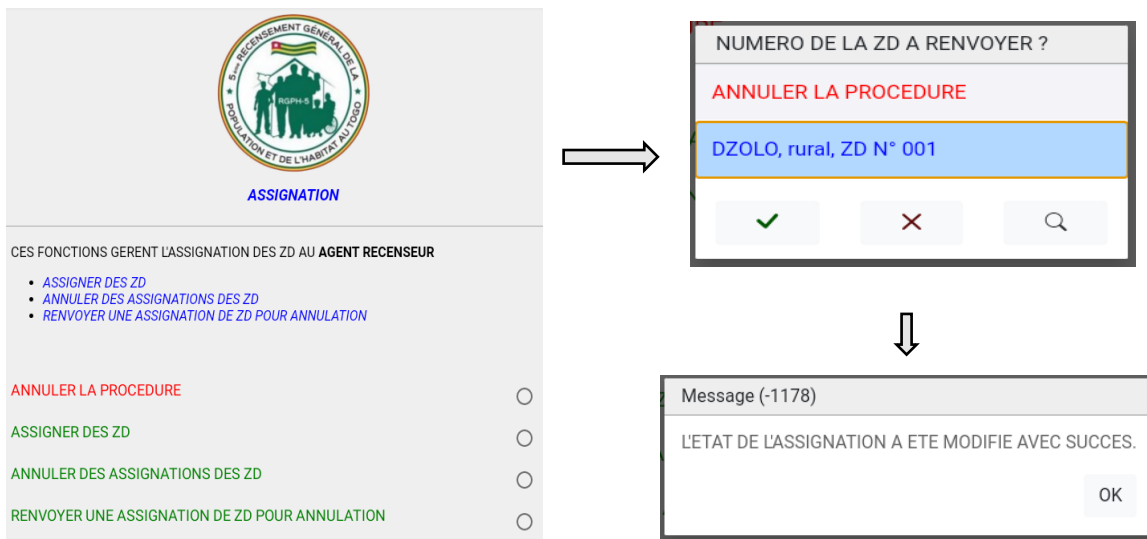 5ème RECENSEMENT GÉNÉRAL DE LA
POPULATION ET DE L'HABITAT AU TOGO
RGPH-5
ASSIGNATION
CES FONCTIONS GERENT L'ASSIGNATION DES ZD AU AGENT RECENSEUR
• ASSIGNER DES ZD
• ANNULER DES ASSIGNATIONS DES ZD
• RENVOYER UNE ASSIGNATION DE ZD POUR ANNULATION
ANNULER LA PROCEDURE
ASSIGNER DES ZD
ANNULER DES ASSIGNATIONS DES ZD
RENVOYER UNE ASSIGNATION DE ZD POUR ANNULATION
NUMERO DE LA ZD A RENVOYER ?
ANNULER LA PROCEDURE
DZOLO, rural, ZD N° 001
Message (-1178)
L'ETAT DE L'ASSIGNATION A ETE MODIFIE AVEC SUCCES.
OK